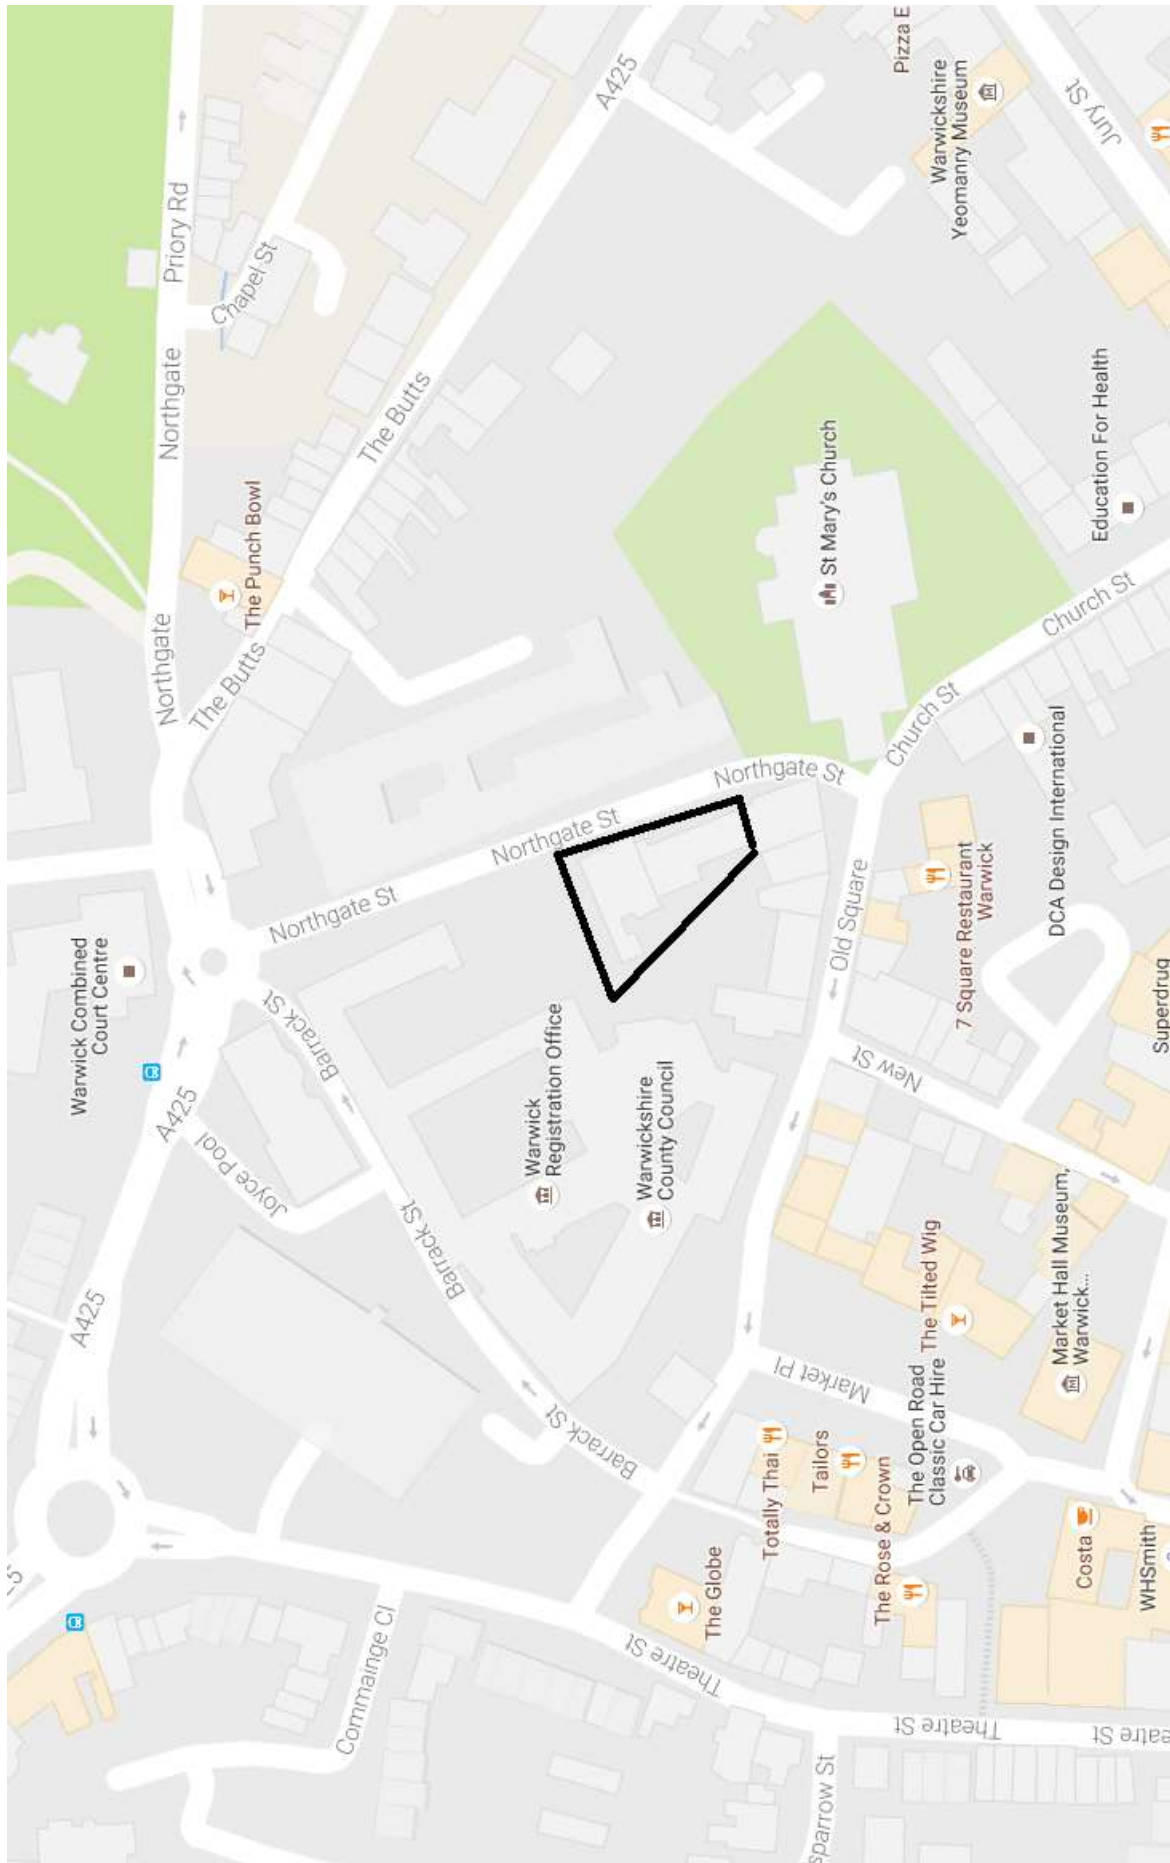 Pizza E
A425
Warwickshire
Yeomanry Museum
Jury St
Priory Rd
Chapel St
Northgate
The Butts
St Mary's Church
Education For Health
The Punch Bowl
Northgate
The Butts
Church St
Church St
Northgate St
Northgate St
Northgate St
DCA Design International
7 Square Restaurant
Warwick
Old Square
Superdrug
Warwick Combined
Court Centre
Barrack St
New St
Warwick
Registration Office
Warwickshire
County Council
A425
Joyce Pool
Barrack St
Barrack St
Barrack St
A425
The Tilted Wig
Market Hall Museum,
Warwick...
Market Pl
The Open Road
Classic Car Hire
Totally Thai
Tailors
The Rose & Crown
Costa
WHSmith
The Globe
Commainge Cl
Theatre St
Theatre St
Theatre St
sparrow St